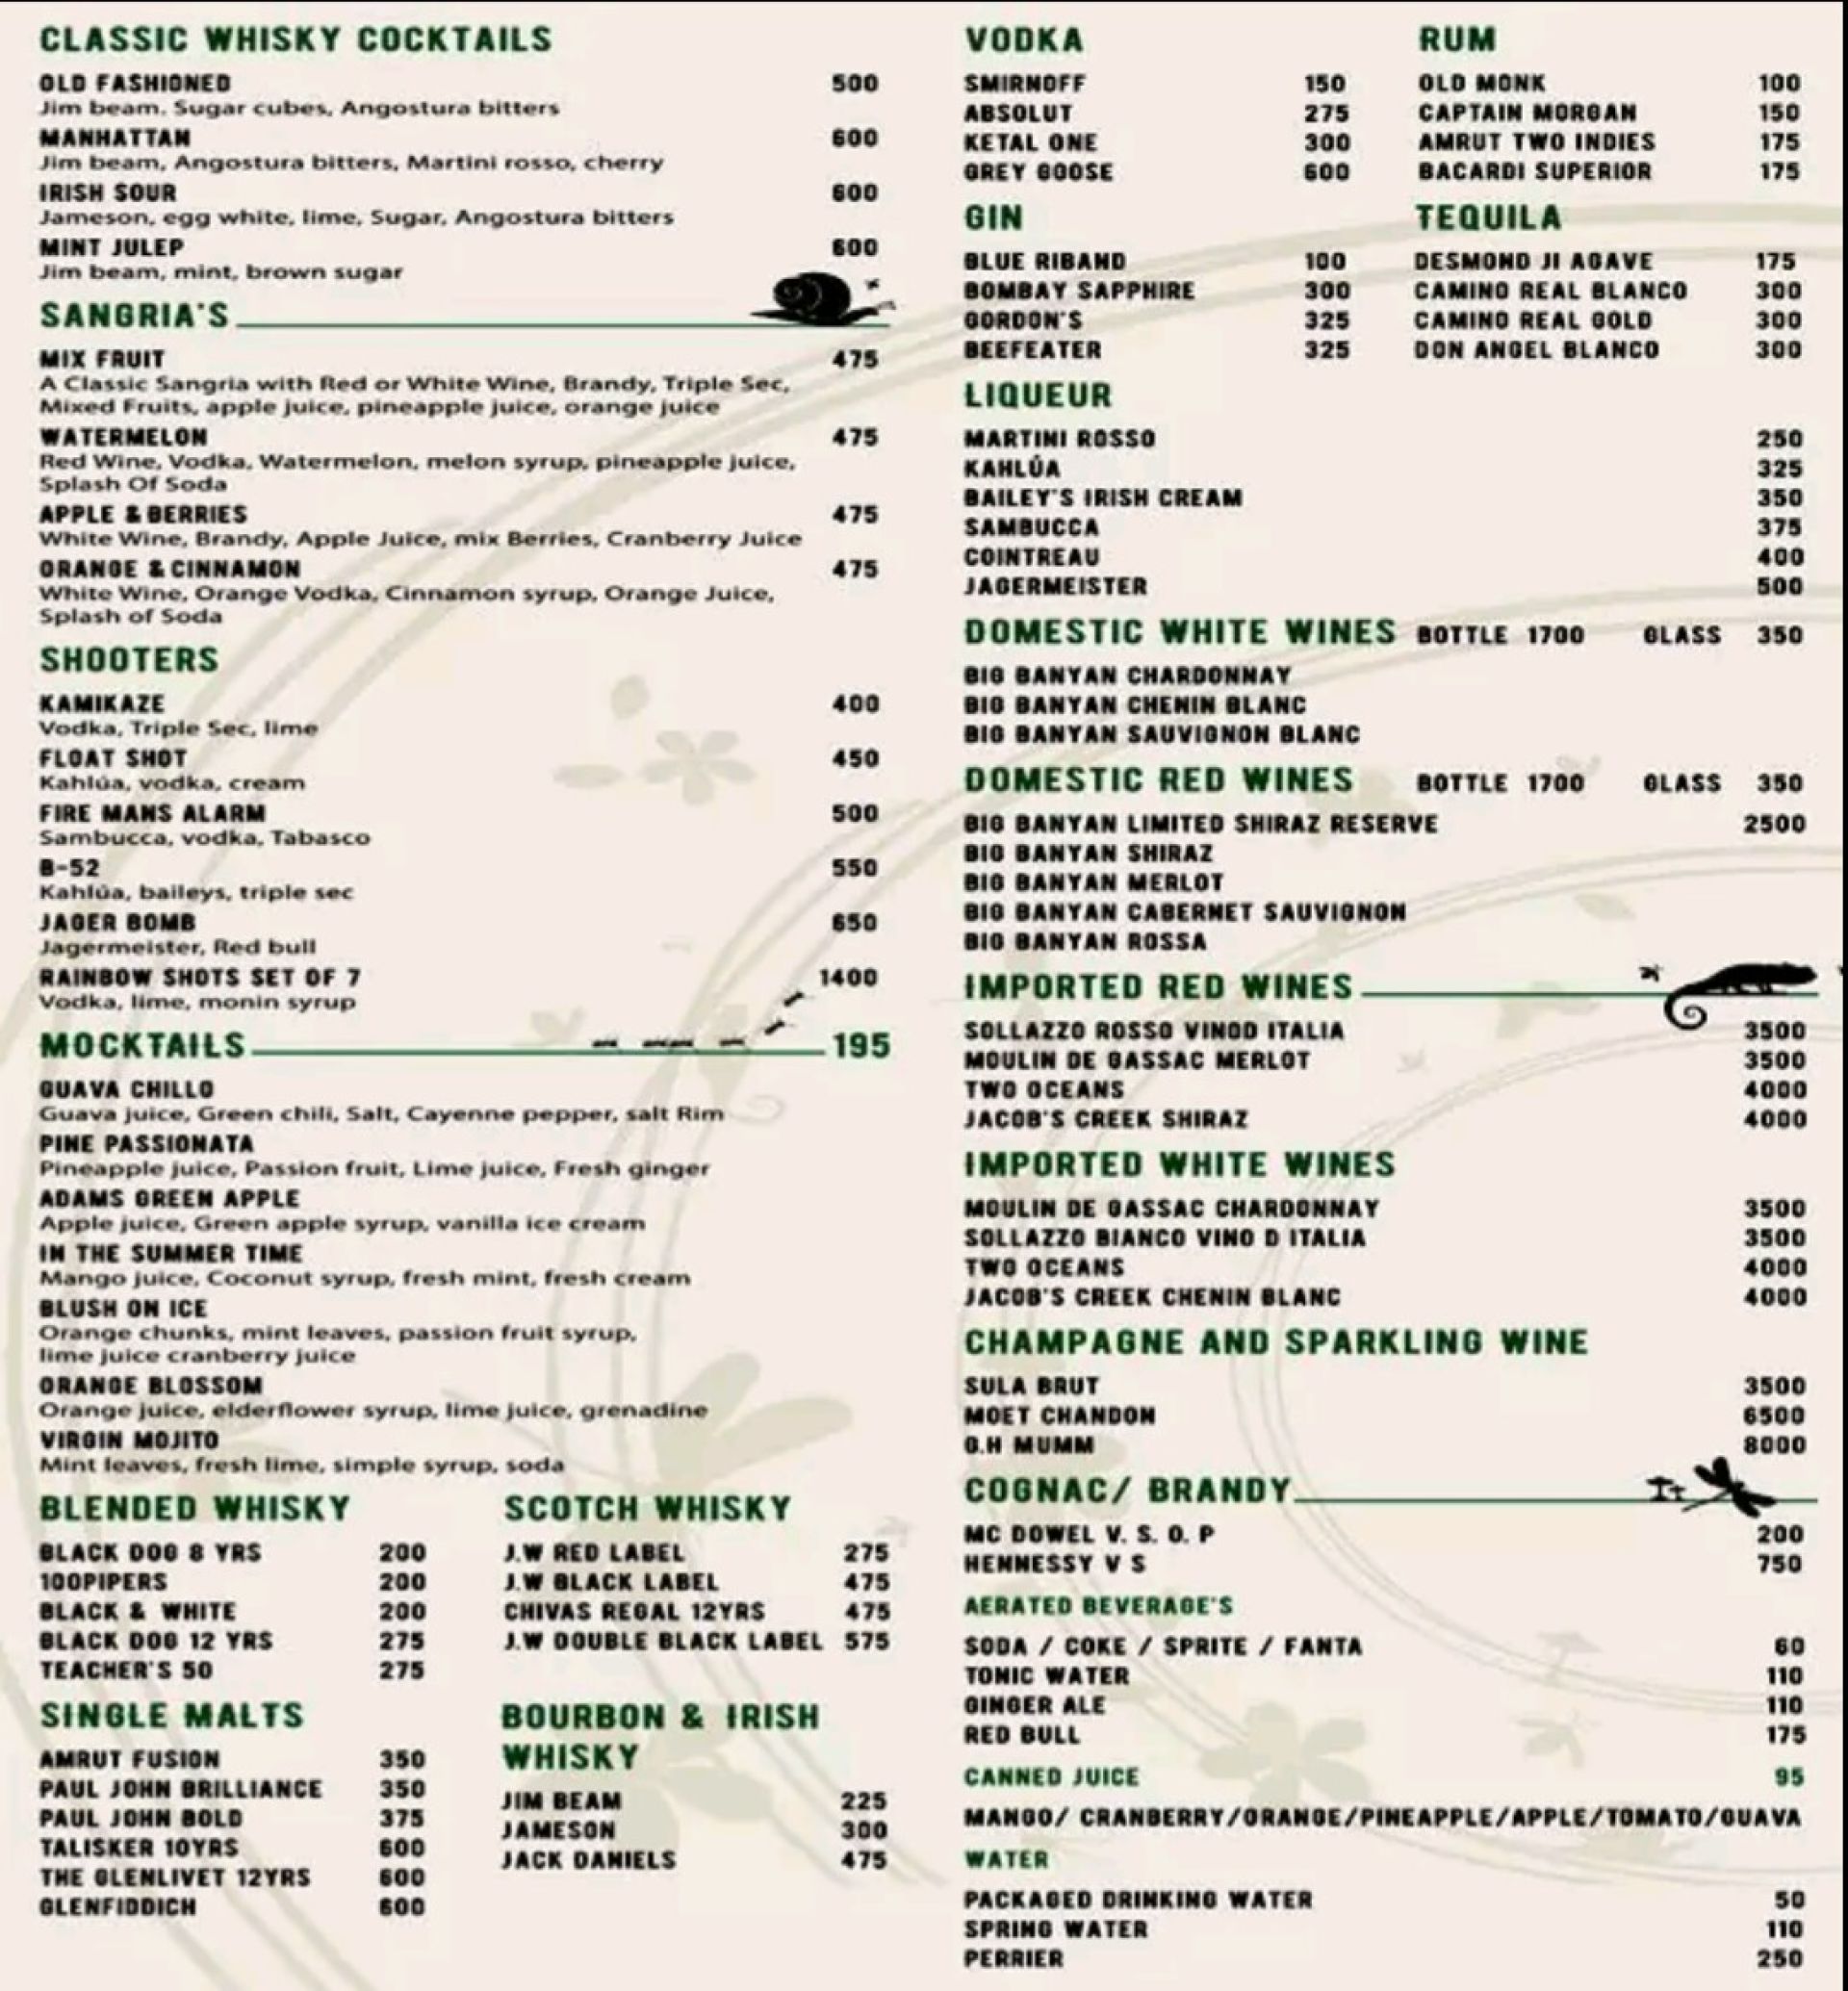 CLASSIC WHISKY COCKTAILS
OLD FASHIONED 500
Jim beam. Sugar cubes, Angostura bitters
MANHATTAN 600
Jim beam, Angostura bitters, Martini rosso, cherry
IRISH SOUR 600
Jameson, egg white, lime, Sugar, Angostura bitters
MINT JULEP 600
Jim beam, mint, brown sugar
SANGRIA'S
MIX FRUIT 475
A Classic Sangria with Red or White Wine, Brandy, Triple Sec,
Mixed Fruits, apple juice, pineapple juice, orange juice
WATERMELON 475
Red Wine, Vodka, Watermelon, melon syrup, pineapple juice,
Splash Of Soda
APPLE & BERRIES 475
White Wine, Brandy, Apple Juice, mix Berries, Cranberry Juice
ORANGE & CINNAMON 475
White Wine, Orange Vodka, Cinnamon syrup, Orange Juice,
Splash of Soda
SHOOTERS
KAMIKAZE 400
Vodka, Triple Sec, lime
FLOAT SHOT 450
Kahlúa, vodka, cream
FIRE MANS ALARM 500
Sambucca, vodka, Tabasco
B-52 550
Kahlúa, baileys, triple sec
JAGER BOMB 650
Jagermeister, Red bull
RAINBOW SHOTS SET OF 7 1400
Vodka, lime, monin syrup
MOCKTAILS 195
GUAVA CHILLO
Guava juice, Green chili, Salt, Cayenne pepper, salt Rim
PINE PASSIONATA
Pineapple juice, Passion fruit, Lime juice, Fresh ginger
ADAMS GREEN APPLE
Apple juice, Green apple syrup, vanilla ice cream
IN THE SUMMER TIME
Mango juice, Coconut syrup, fresh mint, fresh cream
BLUSH ON ICE
Orange chunks, mint leaves, passion fruit syrup,
lime juice cranberry juice
ORANGE BLOSSOM
Orange juice, elderflower syrup, lime juice, grenadine
VIRGIN MOJITO
Mint leaves, fresh lime, simple syrup, soda
BLENDED WHISKY
BLACK DOG 8 YRS 200
100PIPERS 200
BLACK & WHITE 200
BLACK DOG 12 YRS 275
TEACHER'S 50 275
SCOTCH WHISKY
J.W RED LABEL 275
J.W BLACK LABEL 475
CHIVAS REGAL 12YRS 475
J.W DOUBLE BLACK LABEL 575
SINGLE MALTS
AMRUT FUSION 350
PAUL JOHN BRILLIANCE 350
PAUL JOHN BOLD 375
TALISKER 10YRS 600
THE GLENLIVET 12YRS 600
GLENFIDDICH 600
BOURBON & IRISH
WHISKY
JIM BEAM 225
JAMESON 300
JACK DANIELS 475
VODKA
SMIRNOFF 150
ABSOLUT 275
KETAL ONE 300
GREY GOOSE 600
RUM
OLD MONK 100
CAPTAIN MORGAN 150
AMRUT TWO INDIES 175
BACARDI SUPERIOR 175
GIN
BLUE RIBAND 100
BOMBAY SAPPHIRE 300
GORDON'S 325
BEEFEATER 325
TEQUILA
DESMOND JI AGAVE 175
CAMINO REAL BLANCO 300
CAMINO REAL GOLD 300
DON ANGEL BLANCO 300
LIQUEUR
MARTINI ROSSO 250
KAHLÚA 325
BAILEY'S IRISH CREAM 350
SAMBUCCA 375
COINTREAU 400
JAGERMEISTER 500
DOMESTIC WHITE WINES BOTTLE 1700 GLASS 350
BIG BANYAN CHARDONNAY
BIG BANYAN CHENIN BLANC
BIG BANYAN SAUVIGNON BLANC
DOMESTIC RED WINES BOTTLE 1700 GLASS 350
BIG BANYAN LIMITED SHIRAZ RESERVE 2500
BIG BANYAN SHIRAZ
BIG BANYAN MERLOT
BIG BANYAN CABERNET SAUVIGNON
BIG BANYAN ROSSA
IMPORTED RED WINES
SOLLAZZO ROSSO VINOD ITALIA 3500
MOULIN DE GASSAC MERLOT 3500
TWO OCEANS 4000
JACOB'S CREEK SHIRAZ 4000
IMPORTED WHITE WINES
MOULIN DE GASSAC CHARDONNAY 3500
SOLLAZZO BIANCO VINO D ITALIA 3500
TWO OCEANS 4000
JACOB'S CREEK CHENIN BLANC 4000
CHAMPAGNE AND SPARKLING WINE
SULA BRUT 3500
MOET CHANDON 6500
G.H MUMM 8000
COGNAC/ BRANDY
MC DOWEL V. S. O. P 200
HENNESSY V S 750
AERATED BEVERAGE'S
SODA / COKE / SPRITE / FANTA 60
TONIC WATER 110
GINGER ALE 110
RED BULL 175
CANNED JUICE 95
MANGO/ CRANBERRY/ORANGE/PINEAPPLE/APPLE/TOMATO/GUAVA
WATER
PACKAGED DRINKING WATER 50
SPRING WATER 110
PERRIER 250